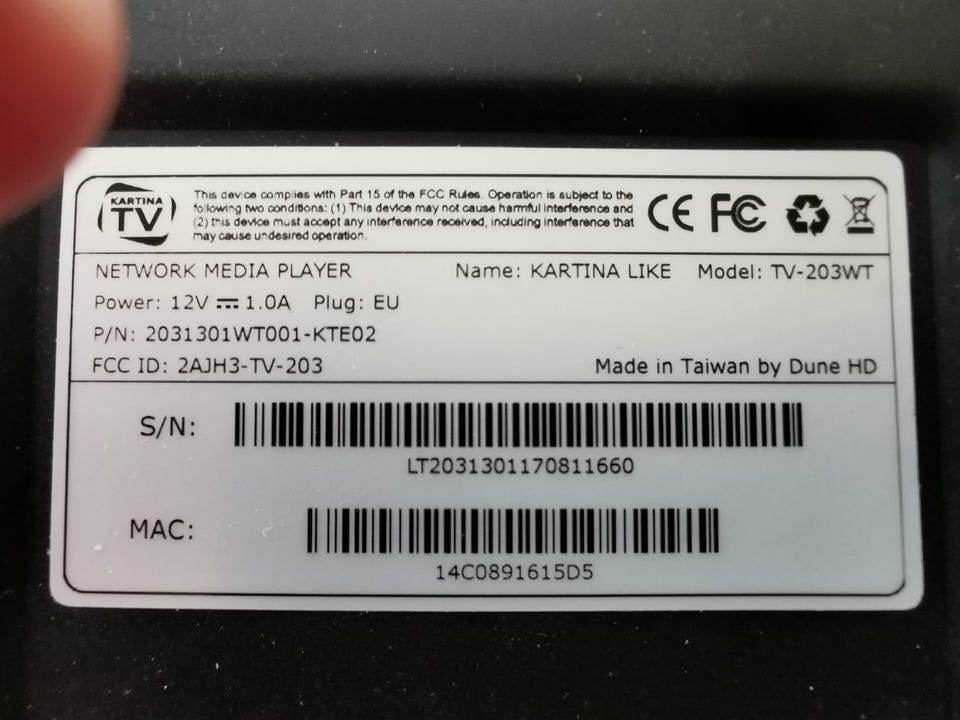 KARTINA
TV
This device complies with Part 15 of the FCC Rules. Operation is subject to the
following two conditions: (1) This device may not cause harmful interference and
(2) this device must accept any interference received, including interference that
may cause undesired operation.
CE FC
NETWORK MEDIA PLAYER Name: KARTINA LIKE Model: TV-203WT
Power: 12V ⎓ 1.0A Plug: EU
P/N: 2031301WT001-KTE02
FCC ID: 2AJH3-TV-203 Made in Taiwan by Dune HD
S/N:
LT2031301170811660
MAC:
14C0891615D5